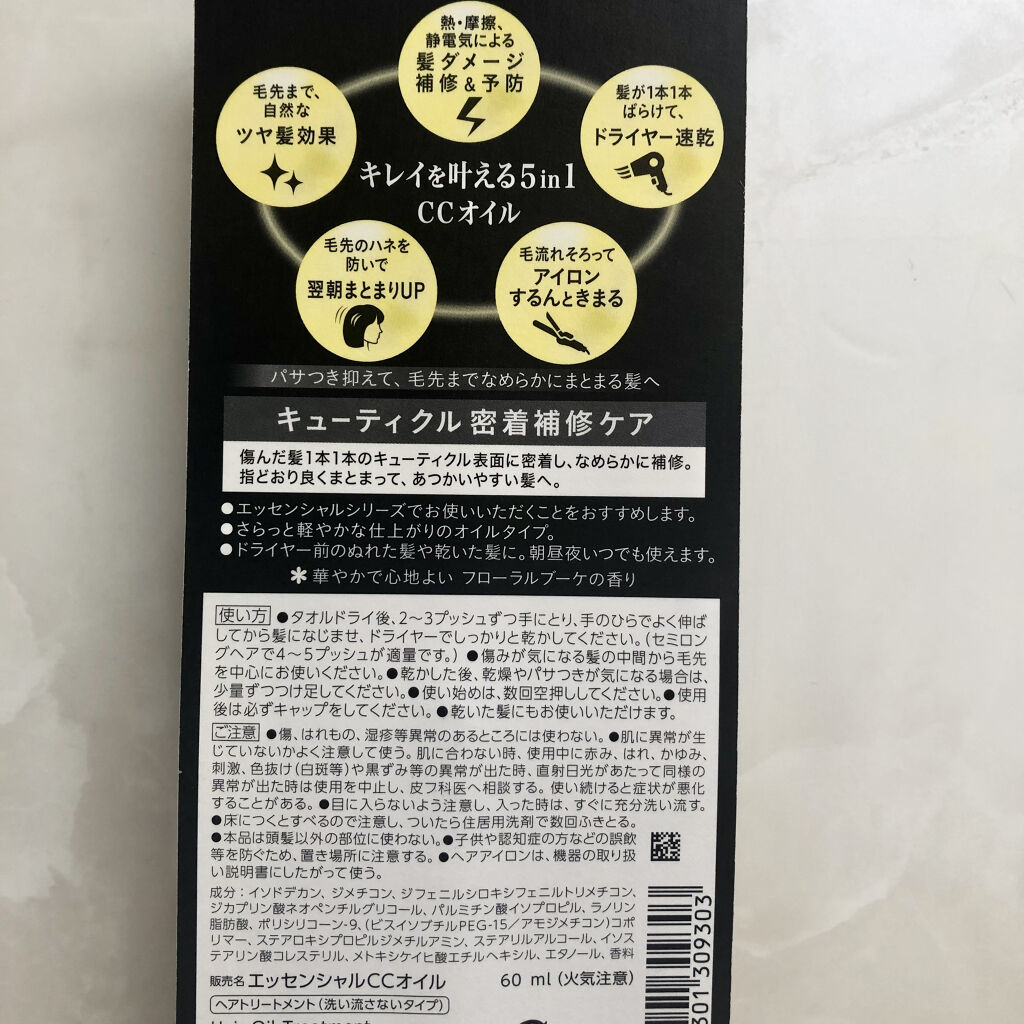 熱・摩擦、
静電気による
髪ダメージ
補修&予防
毛先まで、
自然な
ツヤ髪効果
髪が1本1本
ばらけて、
ドライヤー速乾
キレイを叶える5in1
CCオイル
毛先のハネを
防いで
翌朝まとまりUP
毛流れそろって
アイロン
するんときまる
パサつき抑えて、毛先までなめらかにまとまる髪へ
キューティクル 密着補修ケア
傷んだ髪1本1本のキューティクル表面に密着し、なめらかに補修。
指どおり良くまとまって、あつかいやすい髪へ。
●エッセンシャルシリーズでお使いいただくことをおすすめします。
●さらっと軽やかな仕上がりのオイルタイプ。
●ドライヤー前のぬれた髪や乾いた髪に。朝昼夜いつでも使えます。
＊華やかで心地よい フローラルブーケの香り
使い方 ●タオルドライ後、2～3プッシュずつ手にとり、手のひらでよく伸ば
してから髪になじませ、ドライヤーでしっかりと乾かしてください。(セミロン
グヘアで4～5プッシュが適量です。) ●傷みが気になる髪の中間から毛先
を中心にお使いください。●乾かした後、乾燥やパサつきが気になる場合は、
少量ずつつけ足してください。●使い始めは、数回空押ししてください。●使用
後は必ずキャップをしてください。●乾いた髪にもお使いいただけます。
ご注意 ●傷、はれもの、湿疹等異常のあるところには使わない。●肌に異常が生
じていないかよく注意して使う。肌に合わない時、使用中に赤み、はれ、かゆみ、
刺激、色抜け(白斑等)や黒ずみ等の異常が出た時、直射日光があたって同様の
異常が出た時は使用を中止し、皮フ科医へ相談する。使い続けると症状が悪化
することがある。●目に入らないよう注意し、入った時は、すぐに充分洗い流す。
●床につくとすべるので注意し、ついたら住居用洗剤で数回ふきとる。
●本品は頭髪以外の部位に使わない。●子供や認知症の方などの誤飲
等を防ぐため、置き場所に注意する。●ヘアアイロンは、機器の取り扱
い説明書にしたがって使う。
成分：イソドデカン、ジメチコン、ジフェニルシロキシフェニルトリメチコン、
ジカプリン酸ネオペンチルグリコール、パルミチン酸イソプロピル、ラノリン
脂肪酸、ポリシリコーン-9、(ビスイソブチルPEG-15/アモジメチコン)コポ
リマー、ステアロキシプロピルジメチルアミン、ステアリルアルコール、イソス
テアリン酸コレステリル、メトキシケイヒ酸エチルヘキシル、エタノール、香料
販売名 エッセンシャルCCオイル 60 ml (火気注意)
ヘアトリートメント(洗い流さないタイプ)
Hair Oil Treatment
301 309303